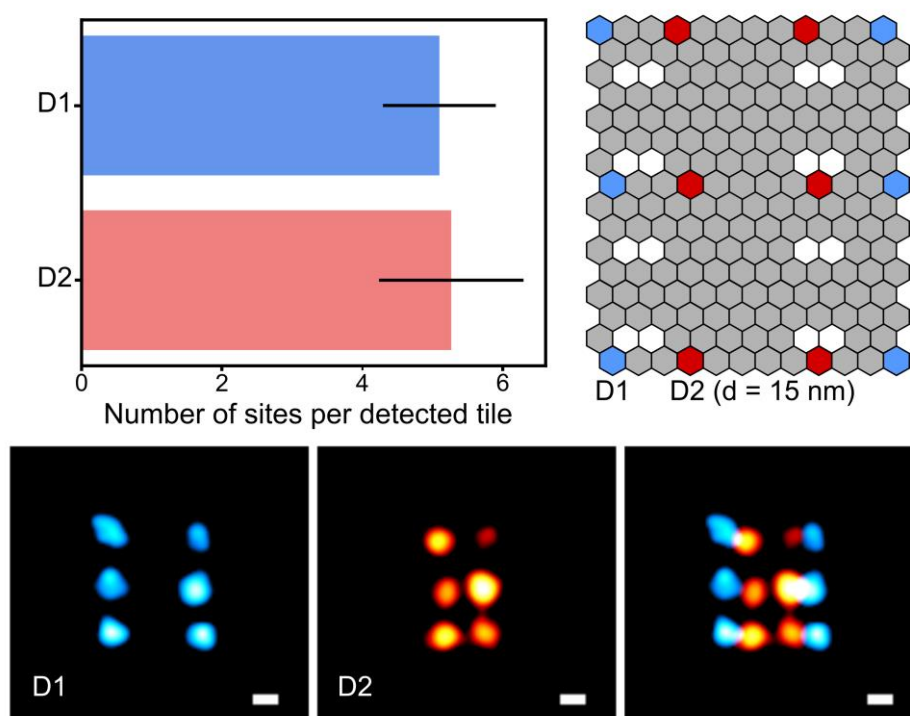 D1
D2
0 2 4 6
Number of sites per detected tile
D1 D2 (d = 15 nm)
D1
D2